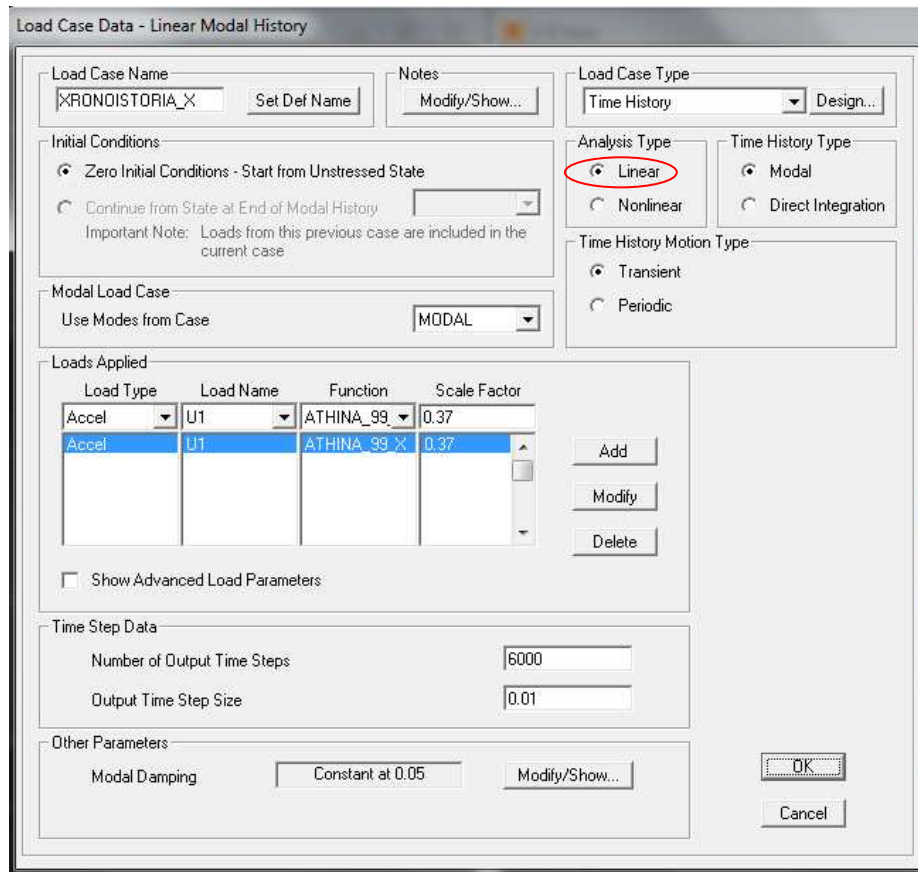 Load Case Data - Linear Modal History
Load Case Name
XRONOISTORIA_X
Set Def Name
Notes
Modify/Show...
Load Case Type
Time History
Design...
Initial Conditions
Zero Initial Conditions - Start from Unstressed State
Continue from State at End of Modal History
Important Note: Loads from this previous case are included in the
current case
Analysis Type
Linear
Nonlinear
Time History Type
Modal
Direct Integration
Time History Motion Type
Transient
Periodic
Modal Load Case
Use Modes from Case
MODAL
Loads Applied
Load Type Load Name Function Scale Factor
Accel U1 ATHINA_99_ 0.37
Accel U1 ATHINA_99_X 0.37
Add
Modify
Delete
Show Advanced Load Parameters
Time Step Data
Number of Output Time Steps 6000
Output Time Step Size 0.01
Other Parameters
Modal Damping Constant at 0.05 Modify/Show...
OK
Cancel